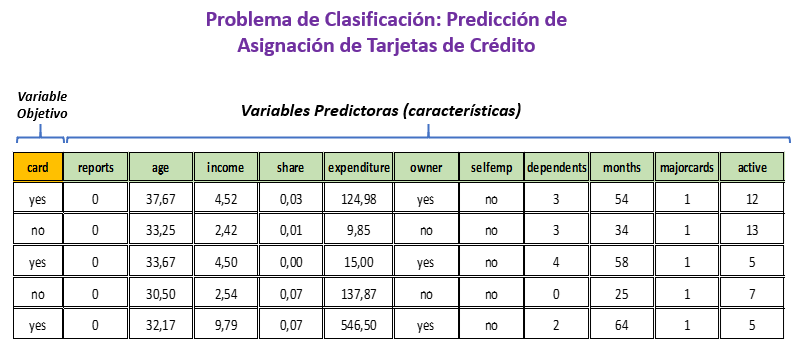 Problema de Clasificación: Predicción de
Asignación de Tarjetas de Crédito
Variable
Objetivo
Variables Predictoras (características)
card reports age income share expenditure owner selfemp dependents months majorcards active
yes 0 37,67 4,52 0,03 124,98 yes no 3 54 1 12
no 0 33,25 2,42 0,01 9,85 no no 3 34 1 13
yes 0 33,67 4,50 0,00 15,00 yes no 4 58 1 5
no 0 30,50 2,54 0,07 137,87 no no 0 25 1 7
yes 0 32,17 9,79 0,07 546,50 yes no 2 64 1 5